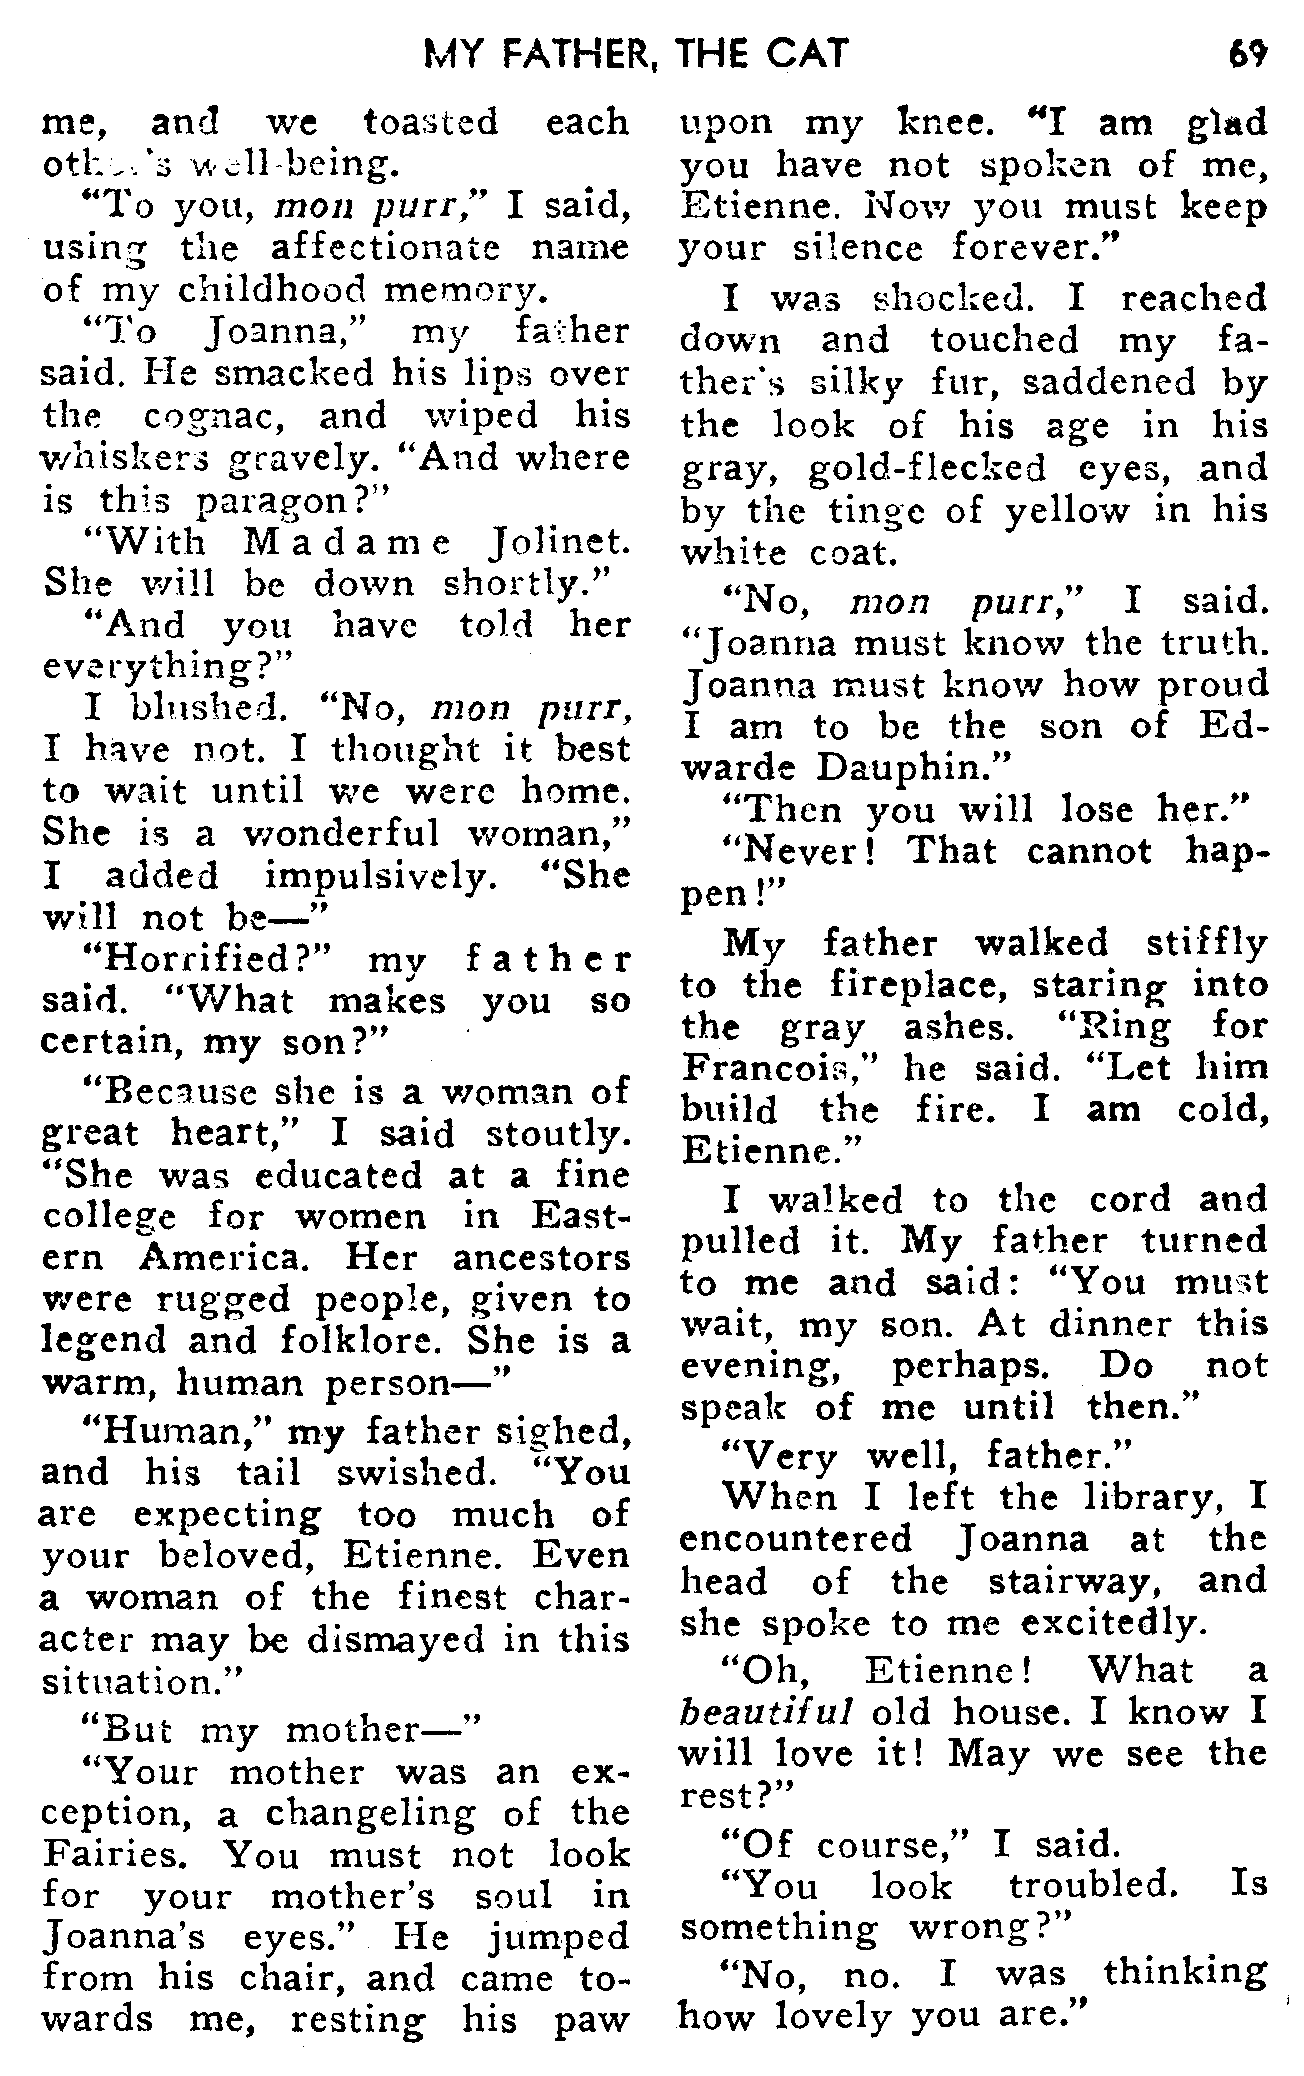 MY FATHER, THE CAT 69
me, and we toasted each
other's well-being.
"To you, mon purr," I said,
using the affectionate name
of my childhood memory.
"To Joanna," my father
said. He smacked his lips over
the cognac, and wiped his
whiskers gravely. "And where
is this paragon?"
"With Madame Jolinet.
She will be down shortly."
"And you have told her
everything?"
I blushed. "No, mon purr,
I have not. I thought it best
to wait until we were home.
She is a wonderful woman,"
I added impulsively. "She
will not be—"
"Horrified?" my father
said. "What makes you so
certain, my son?"
"Because she is a woman of
great heart," I said stoutly.
"She was educated at a fine
college for women in East-
ern America. Her ancestors
were rugged people, given to
legend and folklore. She is a
warm, human person—"
"Human," my father sighed,
and his tail swished. "You
are expecting too much of
your beloved, Etienne. Even
a woman of the finest char-
acter may be dismayed in this
situation."
"But my mother—"
"Your mother was an ex-
ception, a changeling of the
Fairies. You must not look
for your mother's soul in
Joanna's eyes." He jumped
from his chair, and came to-
wards me, resting his paw
upon my knee. "I am glad
you have not spoken of me,
Etienne. Now you must keep
your silence forever."
I was shocked. I reached
down and touched my fa-
ther's silky fur, saddened by
the look of his age in his
gray, gold-flecked eyes, and
by the tinge of yellow in his
white coat.
"No, mon purr," I said.
"Joanna must know the truth.
Joanna must know how proud
I am to be the son of Ed-
warde Dauphin."
"Then you will lose her."
"Never! That cannot hap-
pen!"
My father walked stiffly
to the fireplace, staring into
the gray ashes. "Ring for
Francois," he said. "Let him
build the fire. I am cold,
Etienne."
I walked to the cord and
pulled it. My father turned
to me and said: "You must
wait, my son. At dinner this
evening, perhaps. Do not
speak of me until then."
"Very well, father."
When I left the library, I
encountered Joanna at the
head of the stairway, and
she spoke to me excitedly.
"Oh, Etienne! What a
beautiful old house. I know I
will love it! May we see the
rest?"
"Of course," I said.
"You look troubled. Is
something wrong?"
"No, no. I was thinking
how lovely you are."